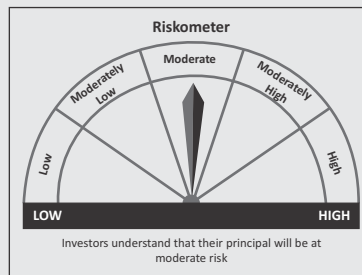 Riskometer
Low
Moderately
Low
Moderate
Moderately
High
High
LOW
HIGH
Investors understand that their principal will be at
moderate risk